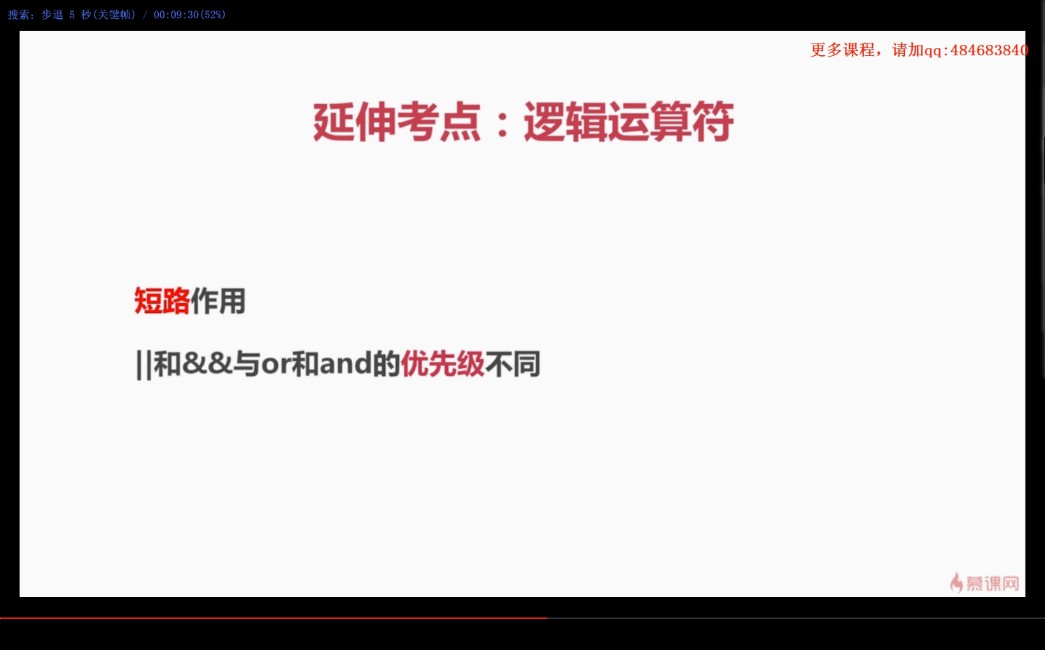 搜索: 步退 5 秒(关键帧) / 00:09:30(52%)
更多课程，请加qq:484683840
延伸考点：逻辑运算符
短路作用
||和&&与or和and的优先级不同
慕课网